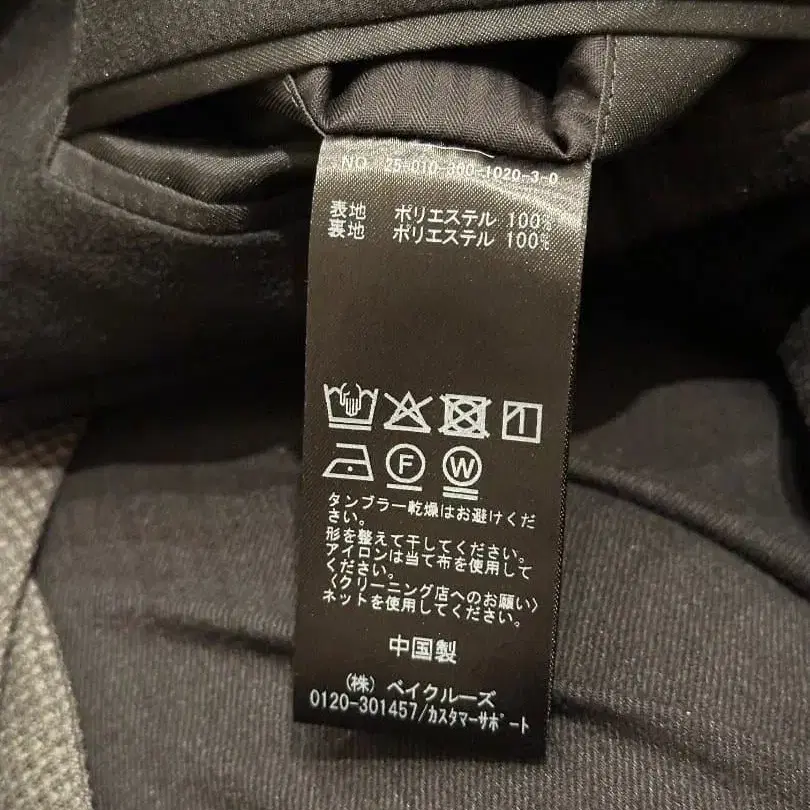 NO. 25-010-300-1020-3-0
表地 ポリエステル 100%
裏地 ポリエステル 100%
F W
タンブラー乾燥はお避けくだ
さい。
形を整えて干してください。
アイロンは当て布を使用して
ください。
〈クリーニング店へのお願い〉
ネットを使用してください。
中国製
(株) ベイクルーズ
0120-301457/カスタマーサポート